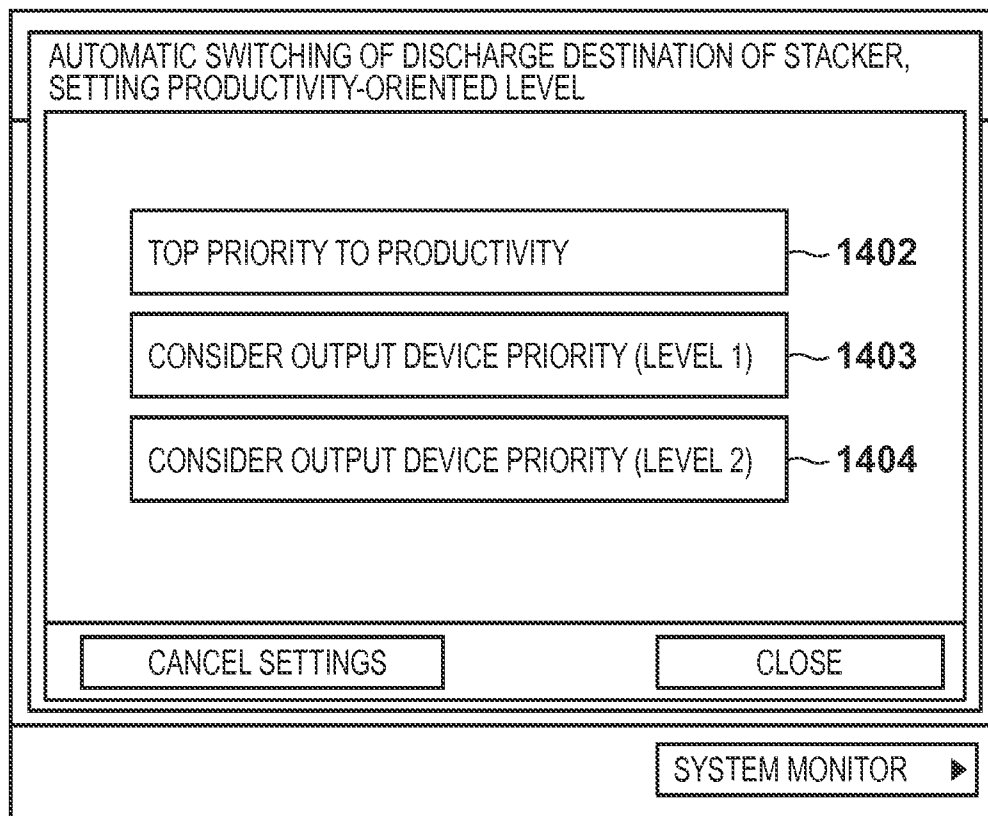 AUTOMATIC SWITCHING OF DISCHARGE DESTINATION OF STACKER,
SETTING PRODUCTIVITY-ORIENTED LEVEL
TOP PRIORITY TO PRODUCTIVITY
1402
CONSIDER OUTPUT DEVICE PRIORITY (LEVEL 1)
1403
CONSIDER OUTPUT DEVICE PRIORITY (LEVEL 2)
1404
CANCEL SETTINGS
CLOSE
SYSTEM MONITOR